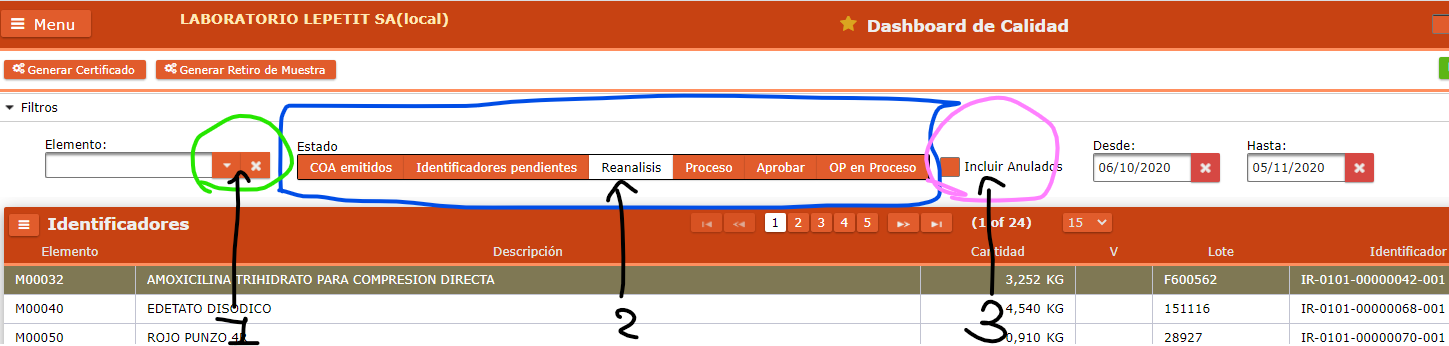 Menu
LABORATORIO LEPETIT SA(local)
Dashboard de Calidad
Generar Certificado
Generar Retiro de Muestra
Filtros
Elemento:
Estado
COA emitidos
Identificadores pendientes
Reanalisis
Proceso
Aprobar
OP en Proceso
Incluir Anulados
Desde:
06/10/2020
Hasta:
05/11/2020
Identificadores
1 2 3 4 5
(1 of 24)
15
Elemento Descripción Cantidad V Lote Identificador
M00032 AMOXICILINA TRIHIDRATO PARA COMPRESION DIRECTA 3,252 KG F600562 IR-0101-00000042-001
M00040 EDETATO DISODICO 4,540 KG 151116 IR-0101-00000068-001
M00050 ROJO PUNZO 4R 0,910 KG 28927 IR-0101-00000070-001
1 2 3